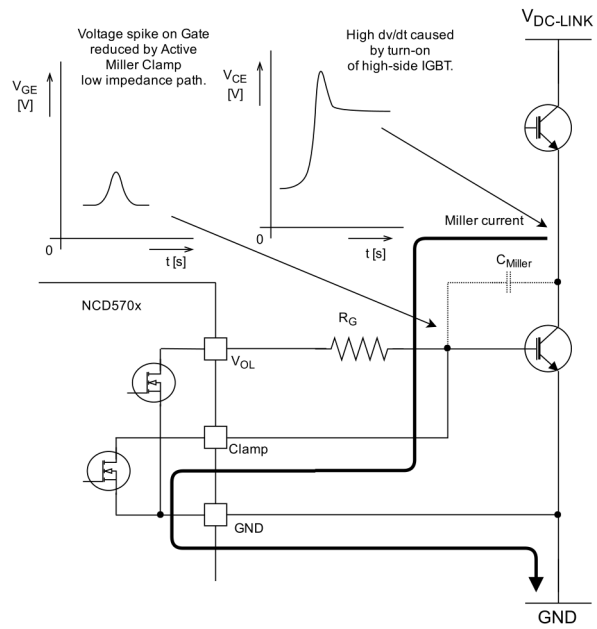 V_DC-LINK
Voltage spike on Gate
reduced by Active
Miller Clamp
low impedance path.
High dv/dt caused
by turn-on
of high-side IGBT.
V_GE
[V]
V_CE
[V]
0
t [s]
0
t [s]
Miller current
C_Miller
NCD570x
R_G
V_OL
Clamp
GND
GND